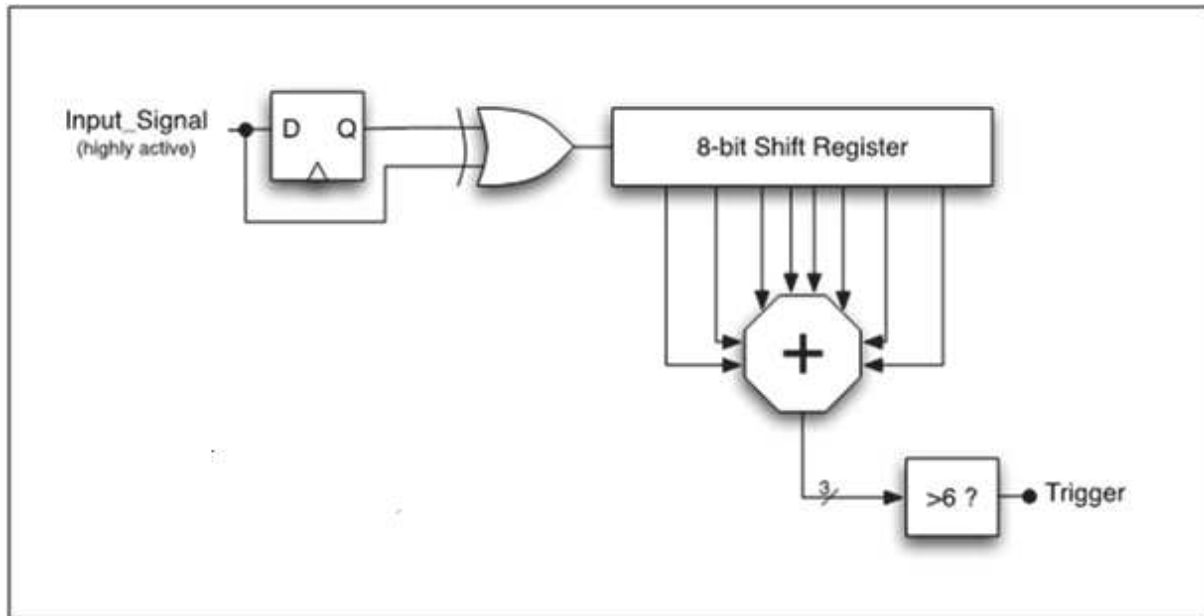 Input_Signal
(highly active)
D Q
8-bit Shift Register
+
3
>6 ?
Trigger